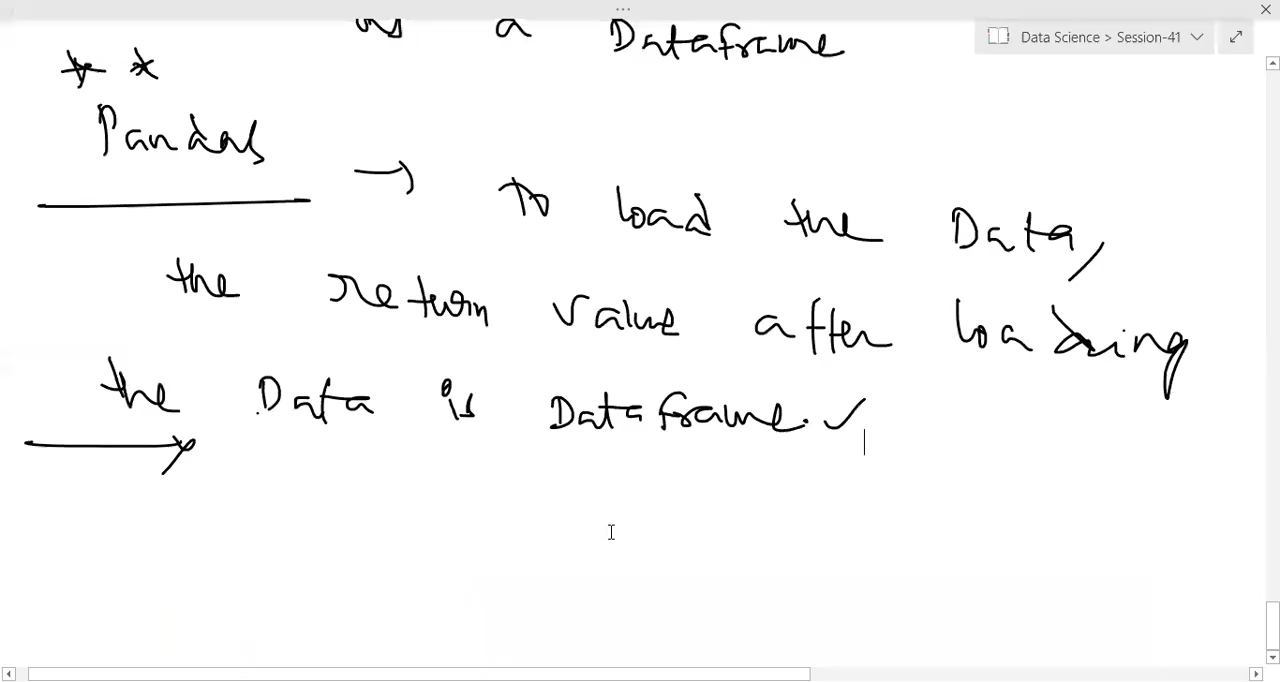 is a Dataframe
Data Science > Session-41
* *
Pandas → to load the Data,
the return value after loading
the Data is Dataframe. ✓